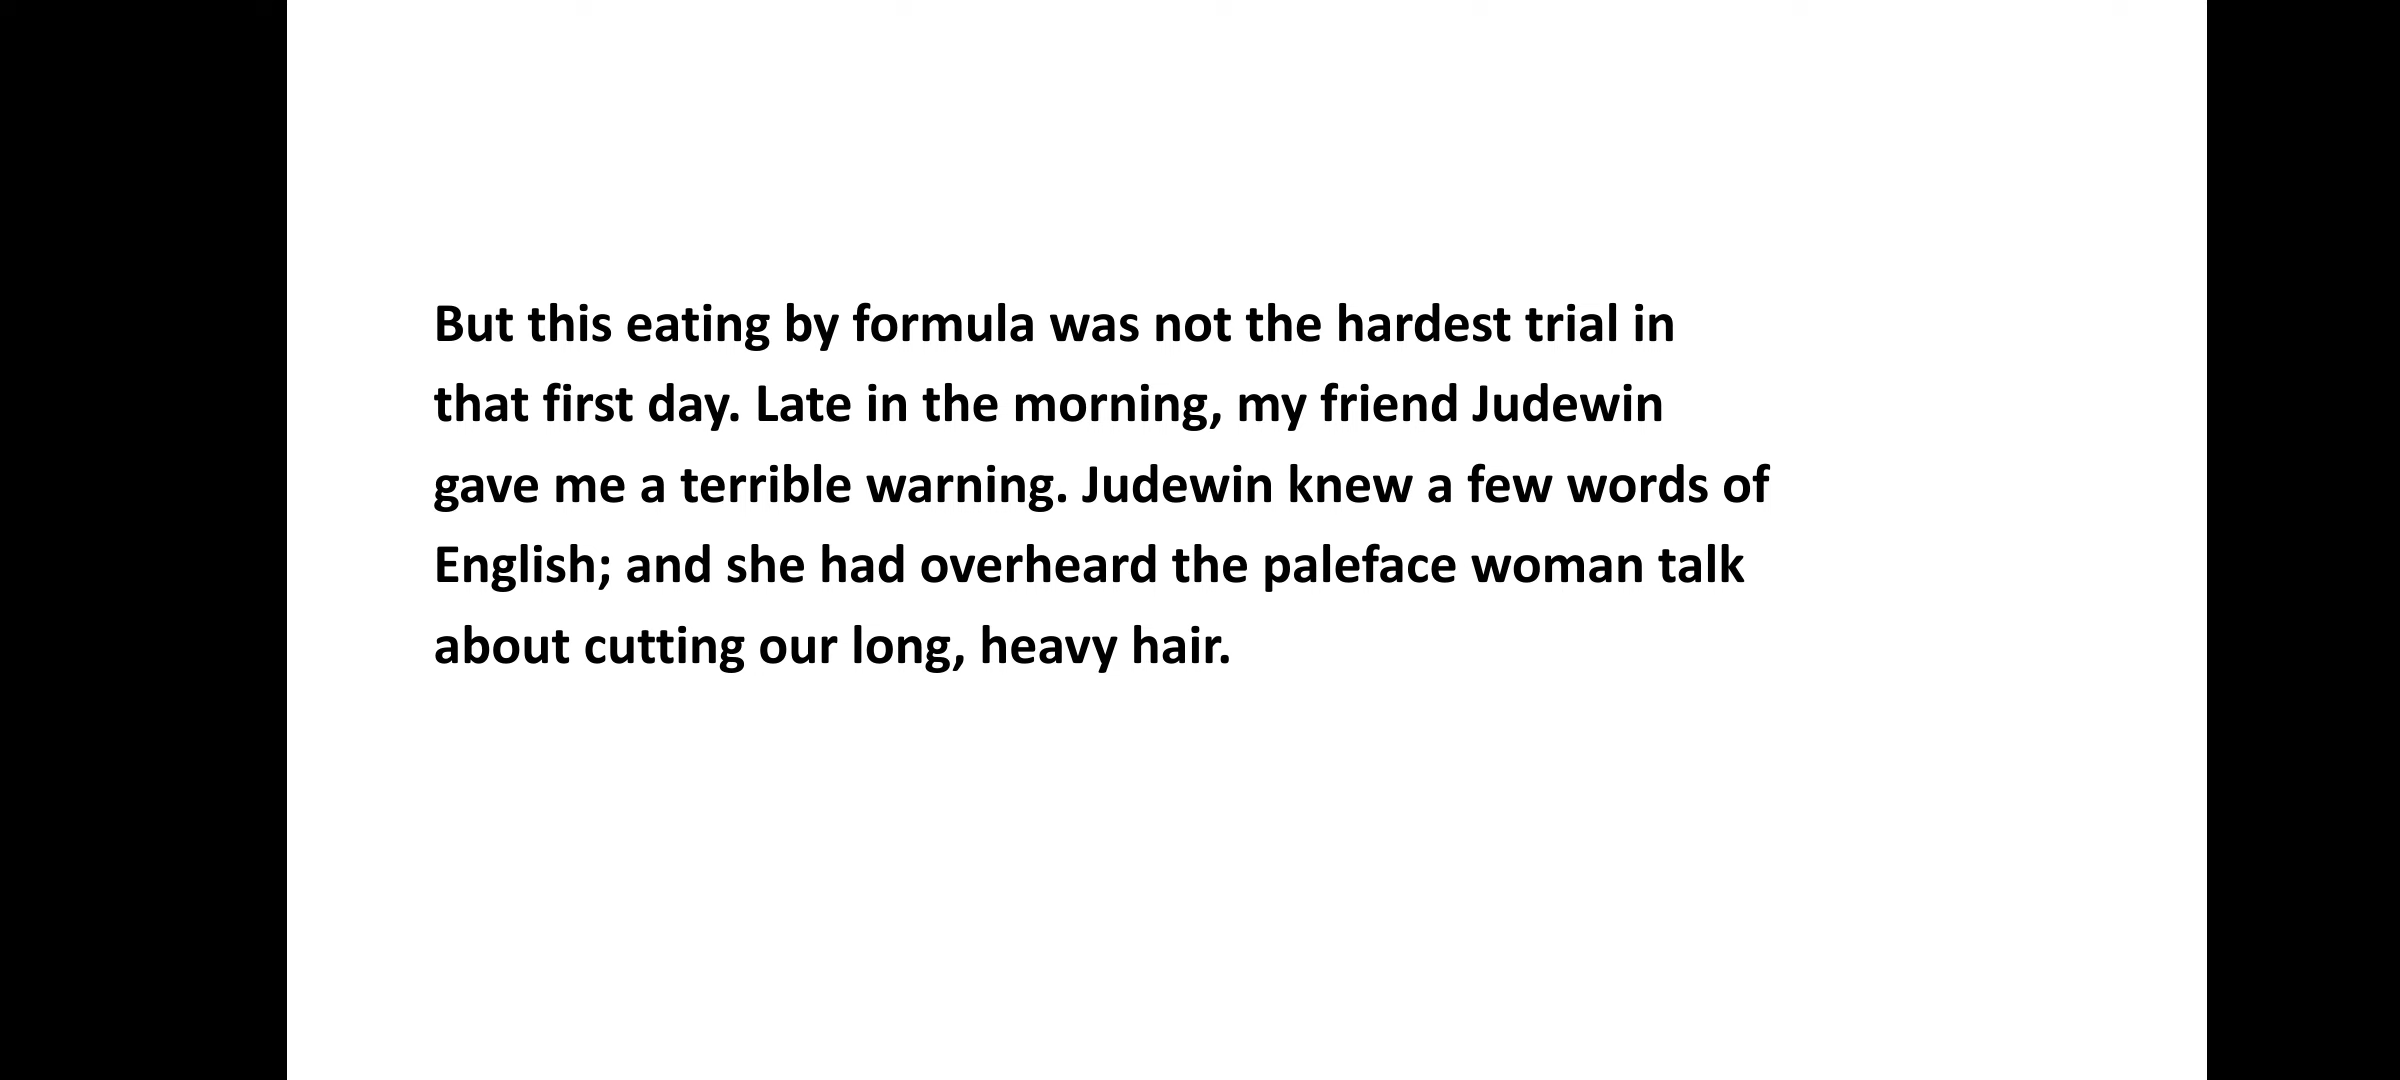 But this eating by formula was not the hardest trial in
that first day. Late in the morning, my friend Judewin
gave me a terrible warning. Judewin knew a few words of
English; and she had overheard the paleface woman talk
about cutting our long, heavy hair.